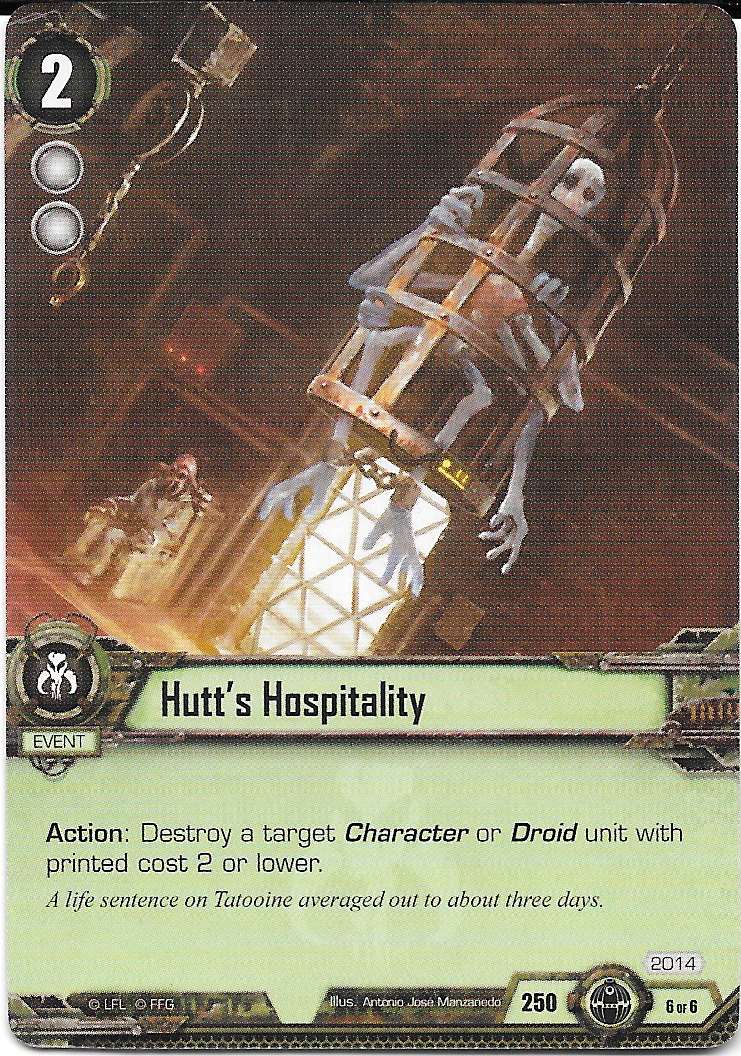 2
Hutt's Hospitality
EVENT
Action: Destroy a target Character or Droid unit with
printed cost 2 or lower.
A life sentence on Tatooine averaged out to about three days.
2014
© LFL © FFG
Illus. Antonio José Manzanedo
250
6 OF 6